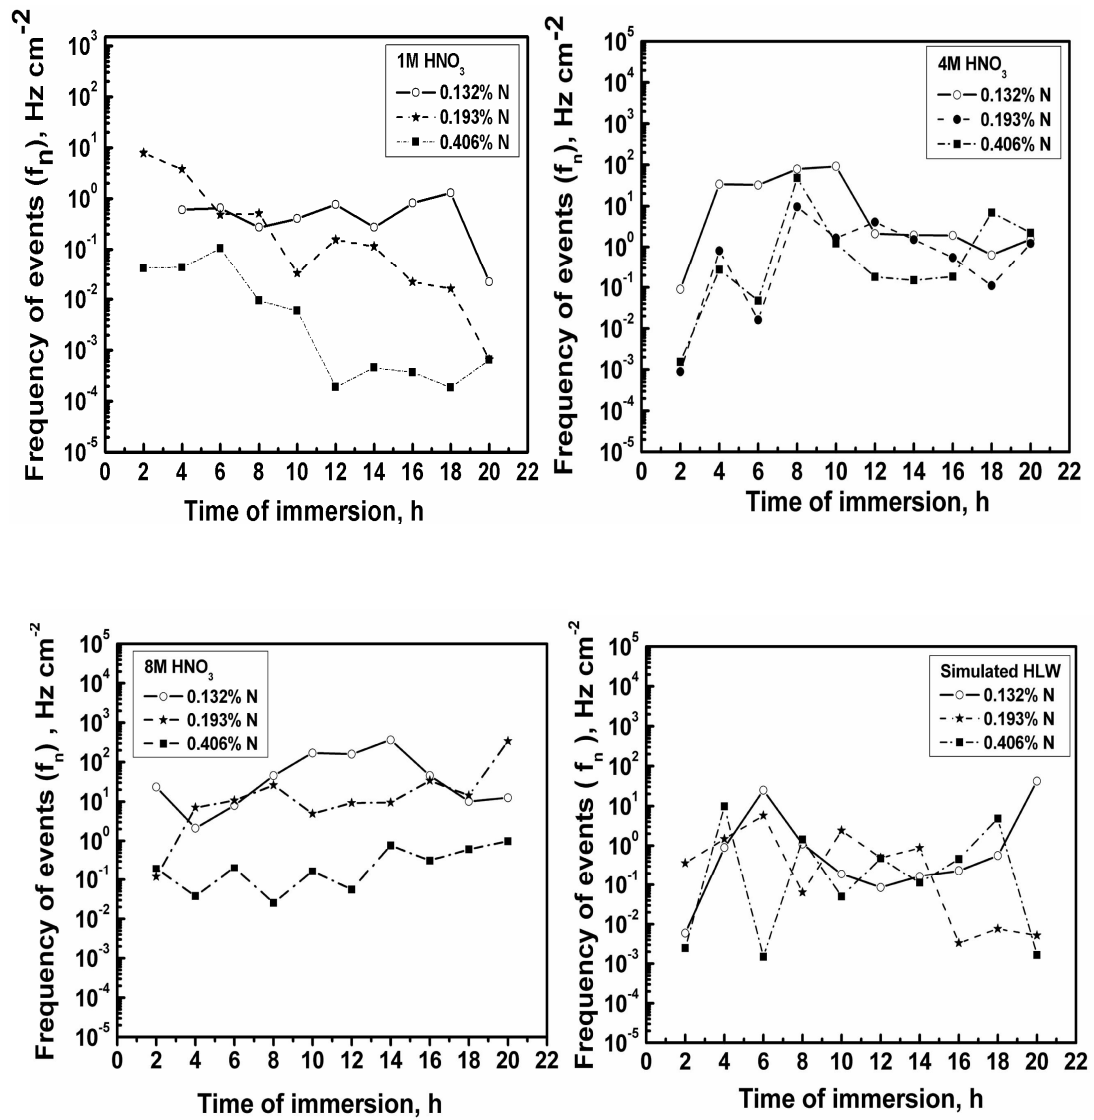 Frequency of events (fn), Hz cm-2
10^3
10^2
10^1
10^0
10^-1
10^-2
10^-3
10^-4
10^-5
1M HNO3
0.132% N
0.193% N
0.406% N
0 2 4 6 8 10 12 14 16 18 20 22
Time of immersion, h
Frequency of events (fn), Hz cm-2
10^5
10^4
10^3
10^2
10^1
10^0
10^-1
10^-2
10^-3
10^-4
10^-5
4M HNO3
0.132% N
0.193% N
0.406% N
0 2 4 6 8 10 12 14 16 18 20 22
Time of immersion, h
Frequency of events (fn) , Hz cm-2
10^5
10^4
10^3
10^2
10^1
10^0
10^-1
10^-2
10^-3
10^-4
10^-5
8M HNO3
0.132% N
0.193% N
0.406% N
0 2 4 6 8 10 12 14 16 18 20 22
Time of immersion, h
Frequency of events ( fn ), Hz cm-2
10^5
10^4
10^3
10^2
10^1
10^0
10^-1
10^-2
10^-3
10^-4
10^-5
Simulated HLW
0.132% N
0.193% N
0.406% N
0 2 4 6 8 10 12 14 16 18 20 22
Time of immersion, h